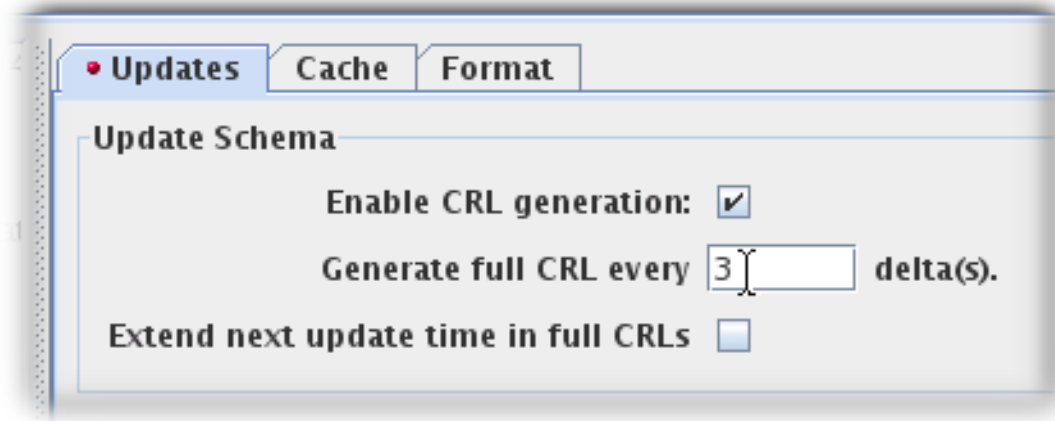 Updates Cache Format
Update Schema
Enable CRL generation: 
Generate full CRL every 3 delta(s).
Extend next update time in full CRLs